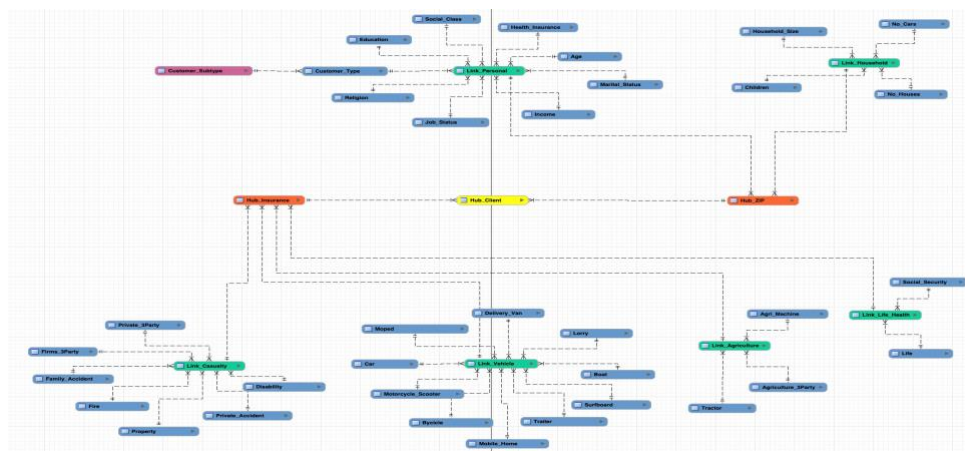 Social_Class
Health_Insurance
No_Cars
Education
Household_Size
Age
Link_Household
Customer_Subtype
Customer_Type
Link_Personal
Marital_Status
Children
Religion
No_Houses
Income
Job_Status
Hub_Insurance
Hub_Client
Hub_ZIP
Social_Security
Delivery_Van
Agri_Machine
Link_Life_Health
Private_3Party
Moped
Lorry
Link_Agriculture
Firms_3Party
Life
Link_Casualty
Car
Link_Vehicle
Boat
Family_Accident
Disability
Agriculture_3Party
Motorcycle_Scooter
Fire
Surfboard
Tractor
Private_Accident
Bycicle
Trailer
Property
Mobile_Home